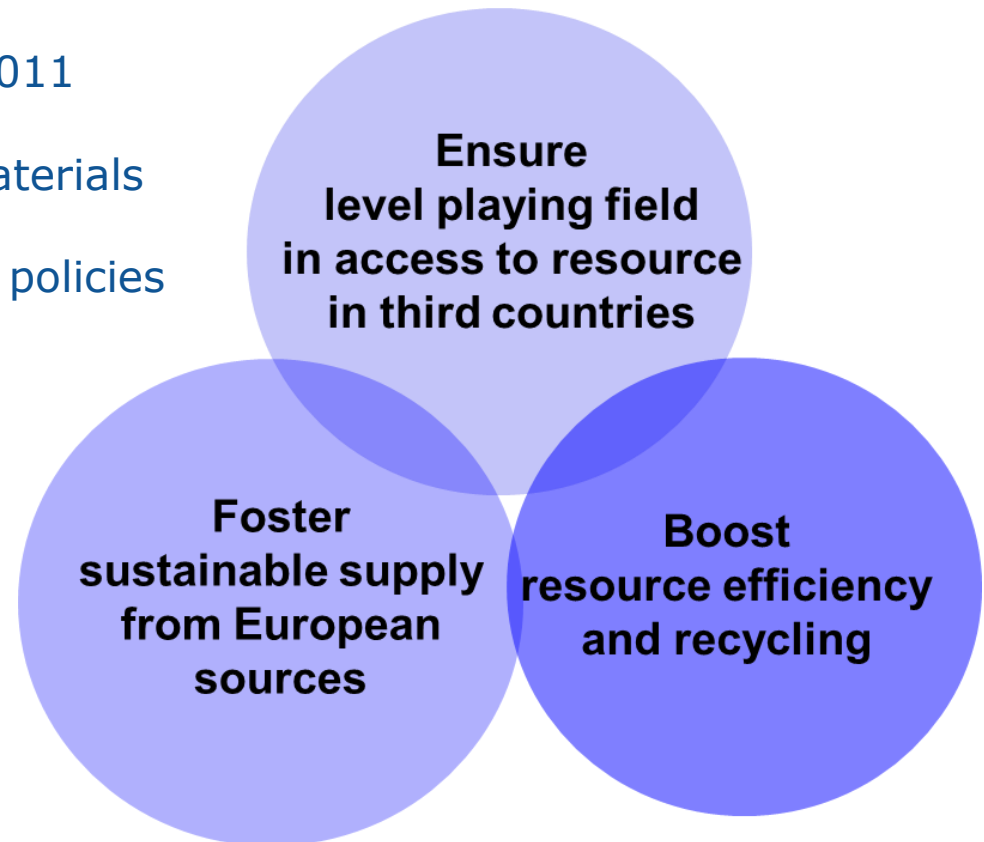 011
aterials
policies
Ensure
level playing field
in access to resource
in third countries
Foster
sustainable supply
from European
sources
Boost
resource efficiency
and recycling